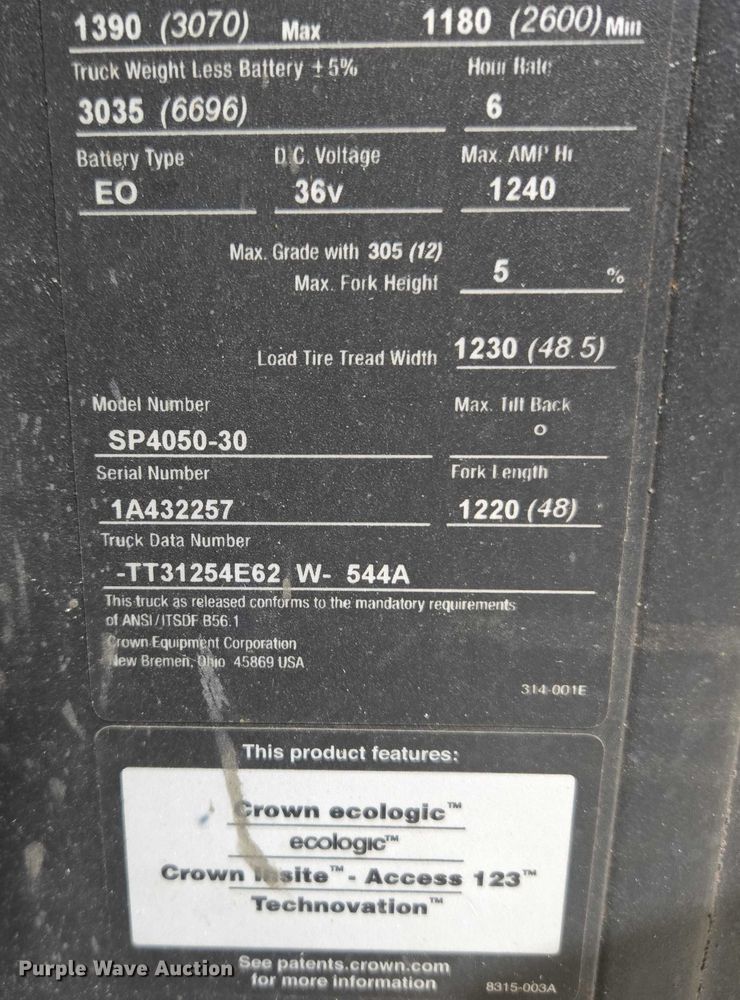 1390 (3070) Max 1180 (2600) Min
Truck Weight Less Battery ±5% Hour Rate
3035 (6696) 6
Battery Type D.C. Voltage Max. AMP Hr
EO 36v 1240
Max. Grade with 305 (12)
Max. Fork Height 5 %
Load Tire Tread Width 1230 (48.5)
Model Number Max. Tilt Back
SP4050-30 °
Serial Number Fork Length
1A432257 1220 (48)
Truck Data Number
-TT31254E62 W- 544A
This truck as released conforms to the mandatory requirements
of ANSI/ITSDF B56.1
Crown Equipment Corporation
New Bremen, Ohio 45869 USA
314-001E
This product features:
Crown ecologic™
ecologic™
Crown Insite™ - Access 123™
Technovation™
See patents.crown.com
for more information
8315-003A
Purple Wave Auction